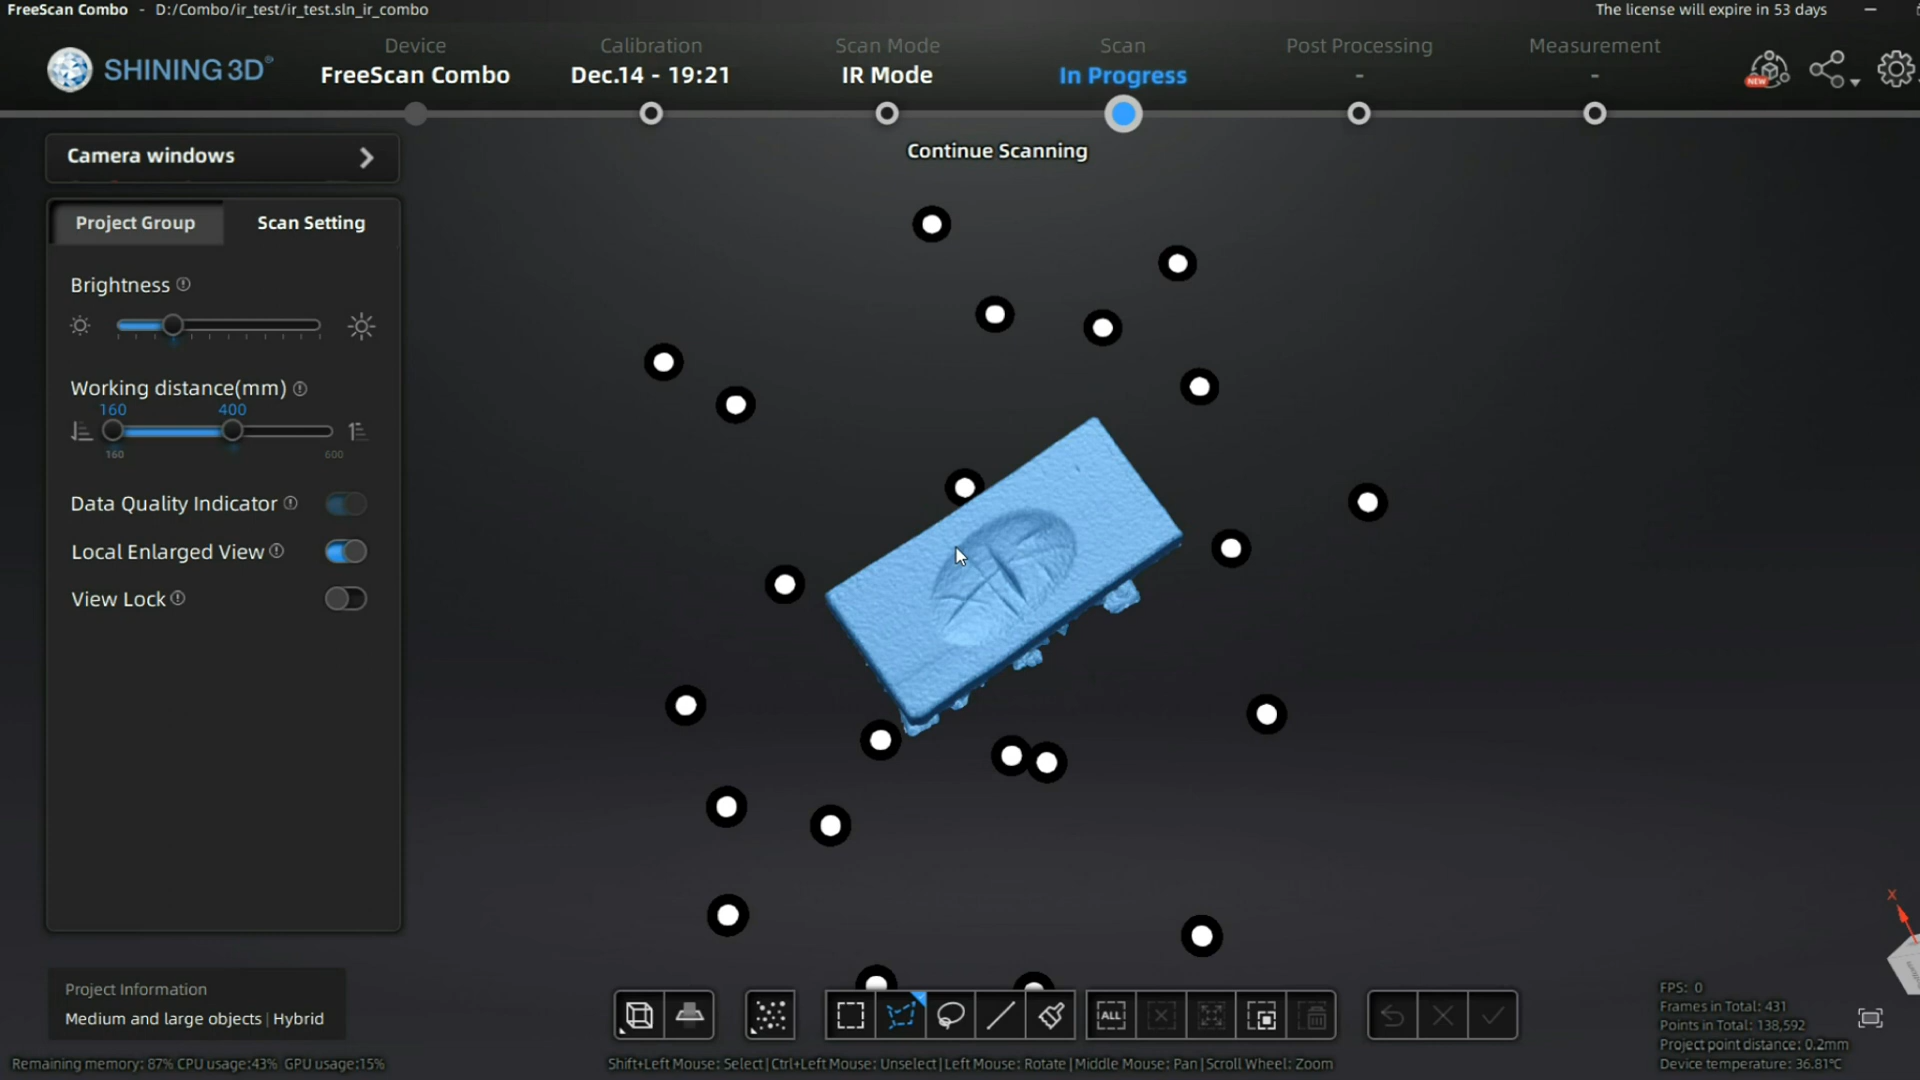 FreeScan Combo - D:/Combo/ir_test/ir_test.sln_ir_combo
The license will expire in 53 days
SHINING 3D®
Device
FreeScan Combo
Calibration
Dec.14 - 19:21
Scan Mode
IR Mode
Scan
In Progress
Post Processing
-
Measurement
-
NEW
Camera windows
Continue Scanning
Project Group
Scan Setting
Brightness
Working distance(mm)
160 400
160 600
Data Quality Indicator
Local Enlarged View
View Lock
X
Project Information
Medium and large objects | Hybrid
ALL
FPS: 0
Frames in Total: 431
Points in Total: 138,592
Project point distance: 0.2mm
Device temperature: 36.81°C
Remaining memory: 87% CPU usage:43% GPU usage:15%
Shift+Left Mouse: Select|Ctrl+Left Mouse: Unselect|Left Mouse: Rotate|Middle Mouse: Pan|Scroll Wheel: Zoom